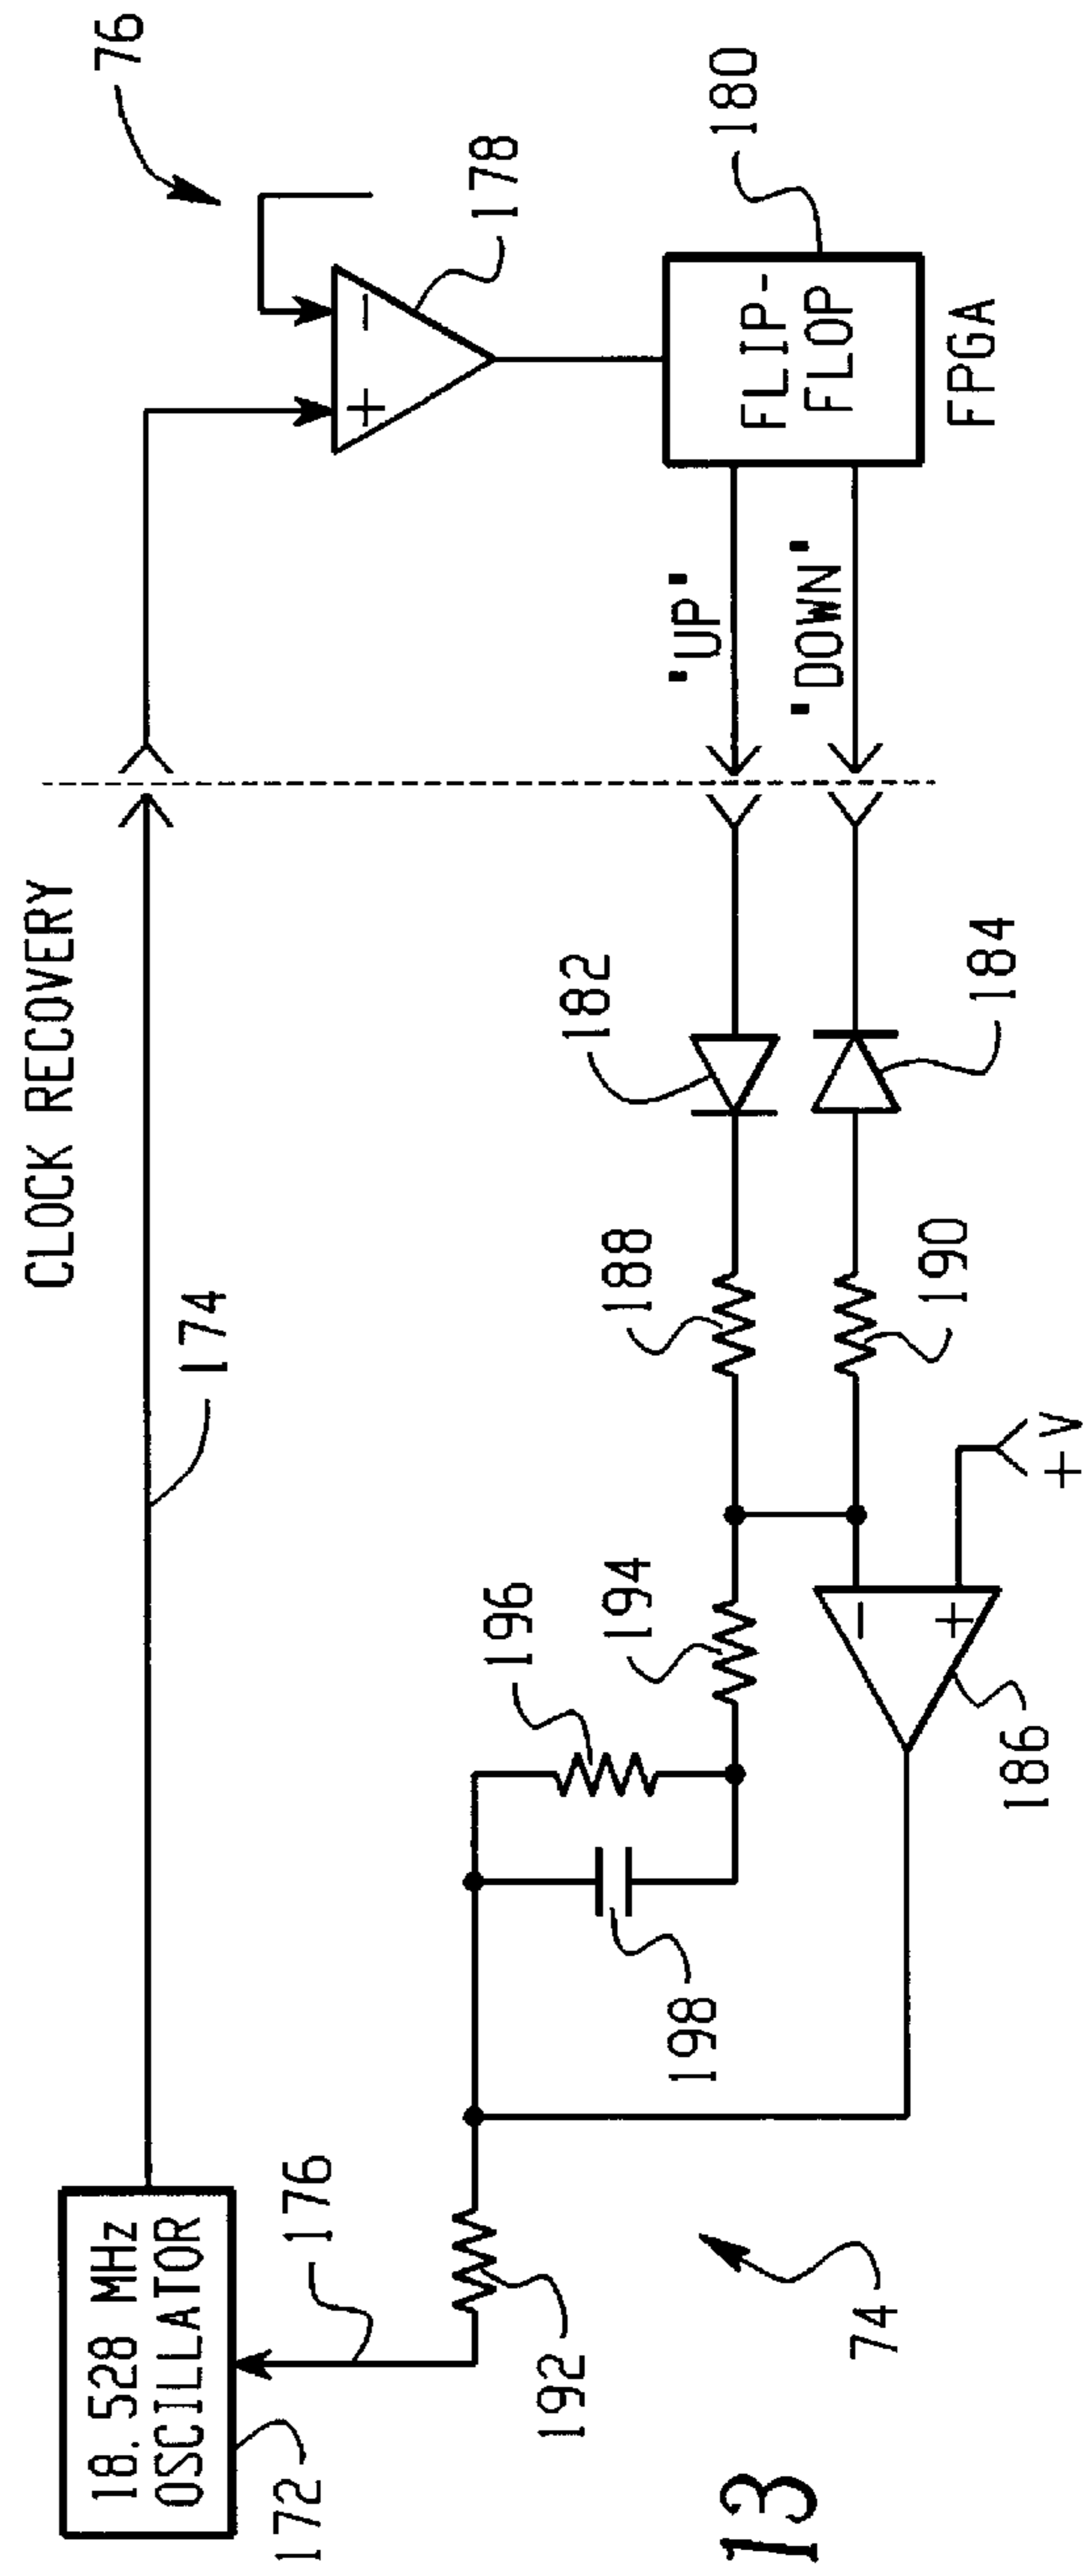 CLOCK RECOVERY
18.528 MHz
OSCILLATOR
172
174
176
76
178
+
-
180
FLIP-
FLOP
FPGA
"UP"
"DOWN"
182
184
188
190
192
194
196
198
-
+
186
+V
74
13